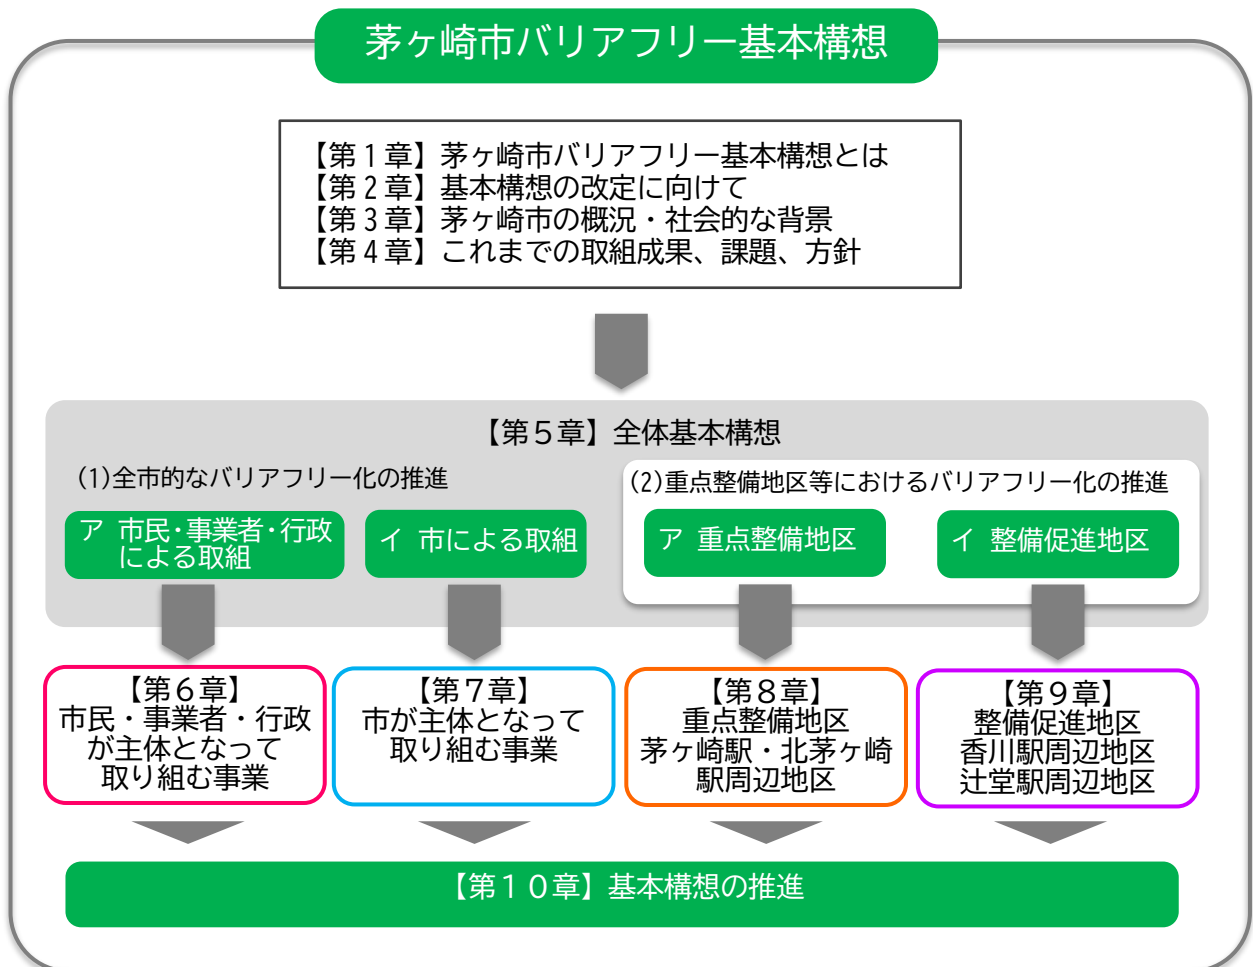 茅ヶ崎市バリアフリー基本構想
【第１章】茅ヶ崎市バリアフリー基本構想とは
【第２章】基本構想の改定に向けて
【第３章】茅ヶ崎市の概況・社会的な背景
【第４章】これまでの取組成果、課題、方針
【第５章】全体基本構想
(1)全市的なバリアフリー化の推進
ア 市民・事業者・行政
による取組
イ 市による取組
(2)重点整備地区等におけるバリアフリー化の推進
ア 重点整備地区
イ 整備促進地区
【第６章】
市民・事業者・行政
が主体となって
取り組む事業
【第７章】
市が主体となって
取り組む事業
【第８章】
重点整備地区
茅ヶ崎駅・北茅ヶ崎
駅周辺地区
【第９章】
整備促進地区
香川駅周辺地区
辻堂駅周辺地区
【第１０章】基本構想の推進